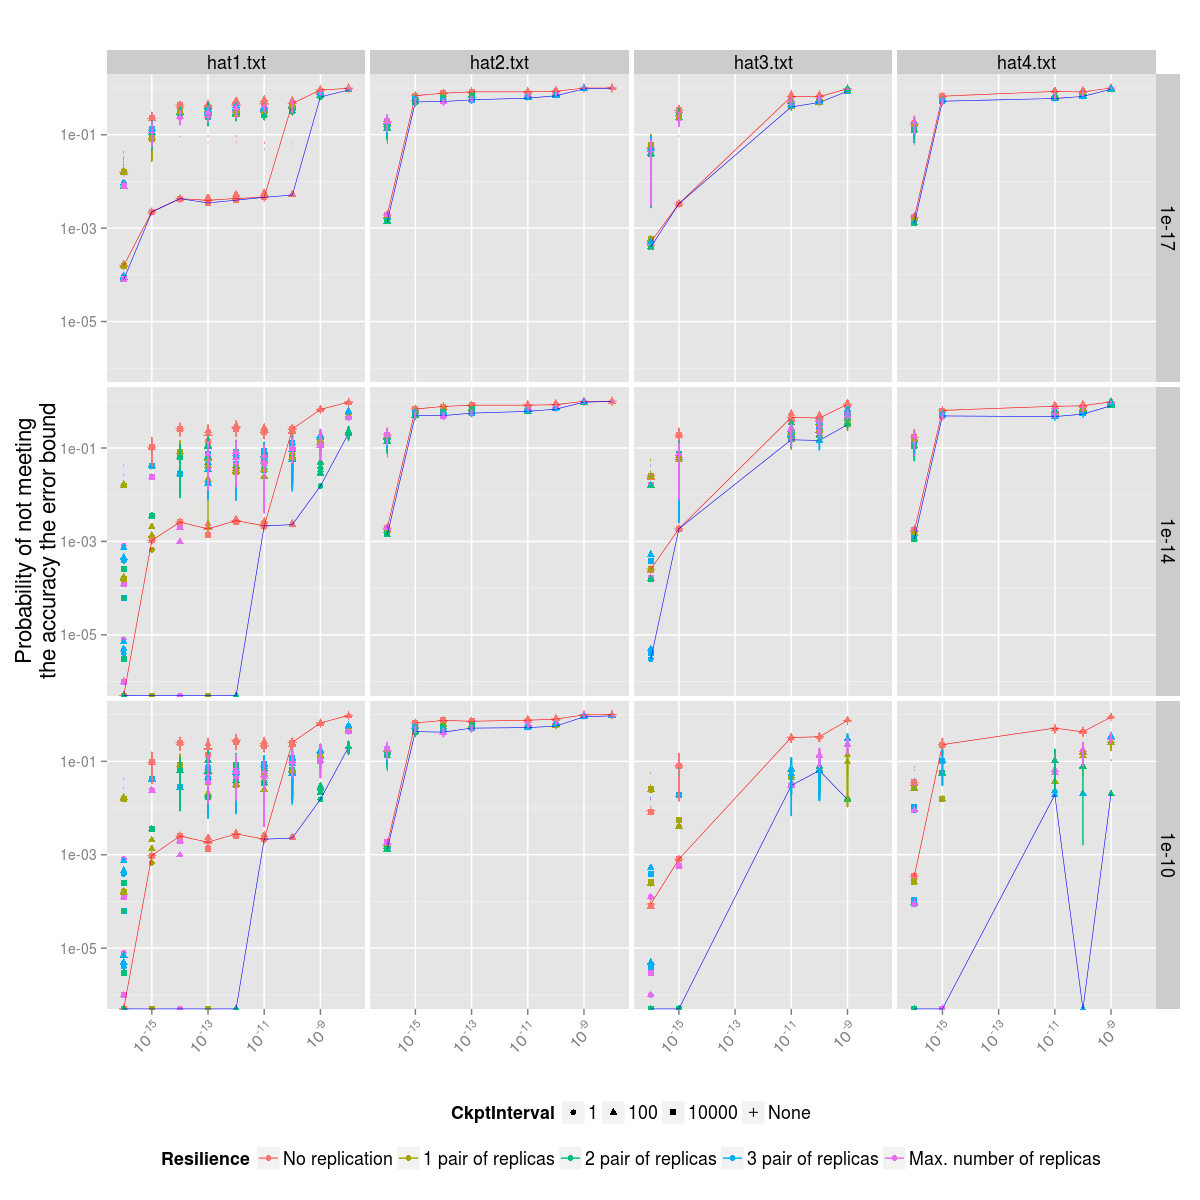 hat1.txt hat2.txt hat3.txt hat4.txt
1e-01
1e-03
1e-05
1e-17
1e-01
1e-03
1e-05
1e-14
1e-01
1e-03
1e-05
1e-10
Probability of not meeting
the accuracy the error bound
10^-15 10^-13 10^-11 10^-9 10^-15 10^-13 10^-11 10^-9 10^-15 10^-13 10^-11 10^-9 10^-15 10^-13 10^-11 10^-9
CkptInterval 1 100 10000 None
Resilience No replication 1 pair of replicas 2 pair of replicas 3 pair of replicas Max. number of replicas